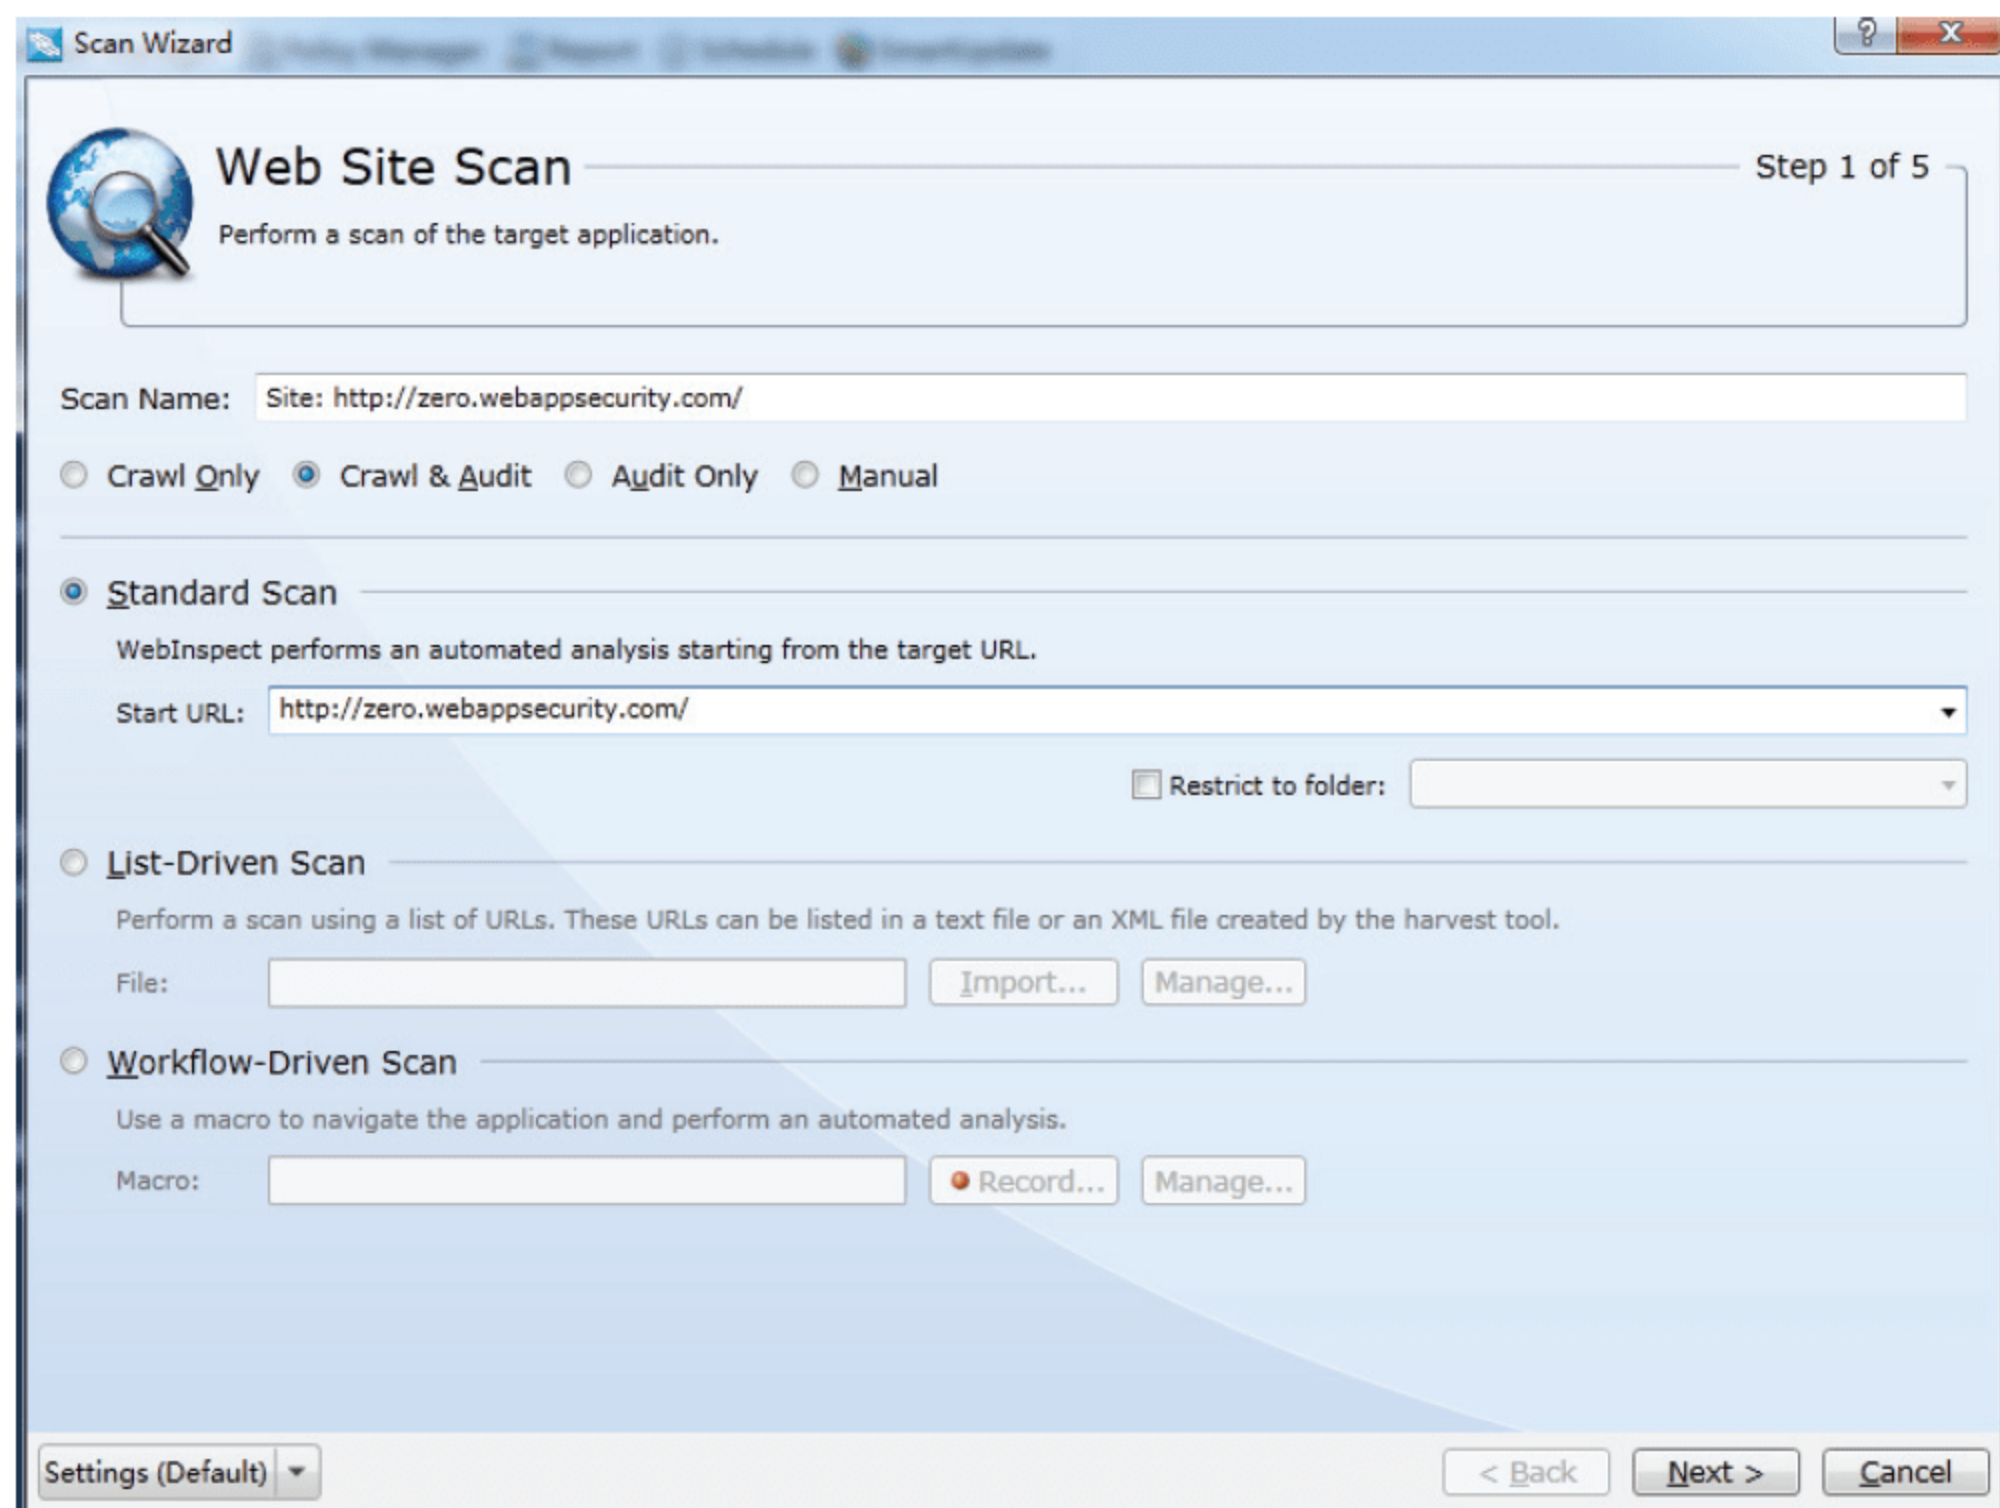 Scan Wizard
Web Site Scan
Step 1 of 5
Perform a scan of the target application.
Scan Name: Site: http://zero.webappsecurity.com/
Crawl Only Crawl & Audit Audit Only Manual
Standard Scan
WebInspect performs an automated analysis starting from the target URL.
Start URL: http://zero.webappsecurity.com/
Restrict to folder:
List-Driven Scan
Perform a scan using a list of URLs. These URLs can be listed in a text file or an XML file created by the harvest tool.
File: Import... Manage...
Workflow-Driven Scan
Use a macro to navigate the application and perform an automated analysis.
Macro: Record... Manage...
Settings (Default) < Back Next > Cancel